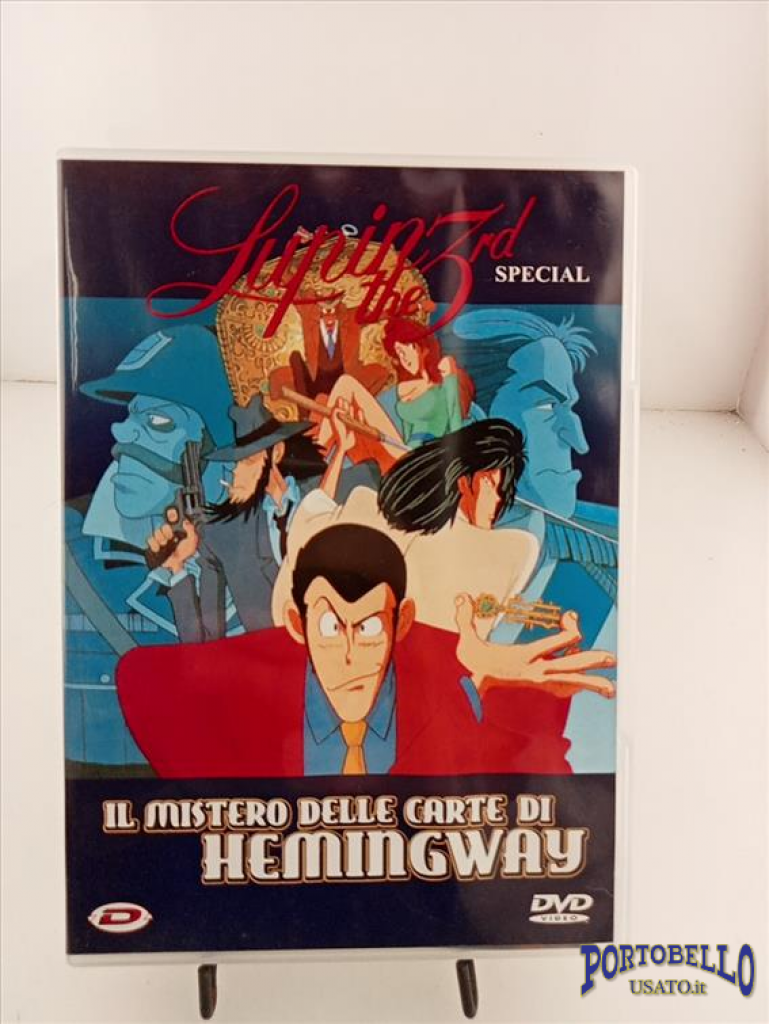 Lupin
the 3rd
SPECIAL
IL MISTERO DELLE CARTE DI
HEMINGWAY
D
DVD
VIDEO
PORTOBELLO
USATO.it